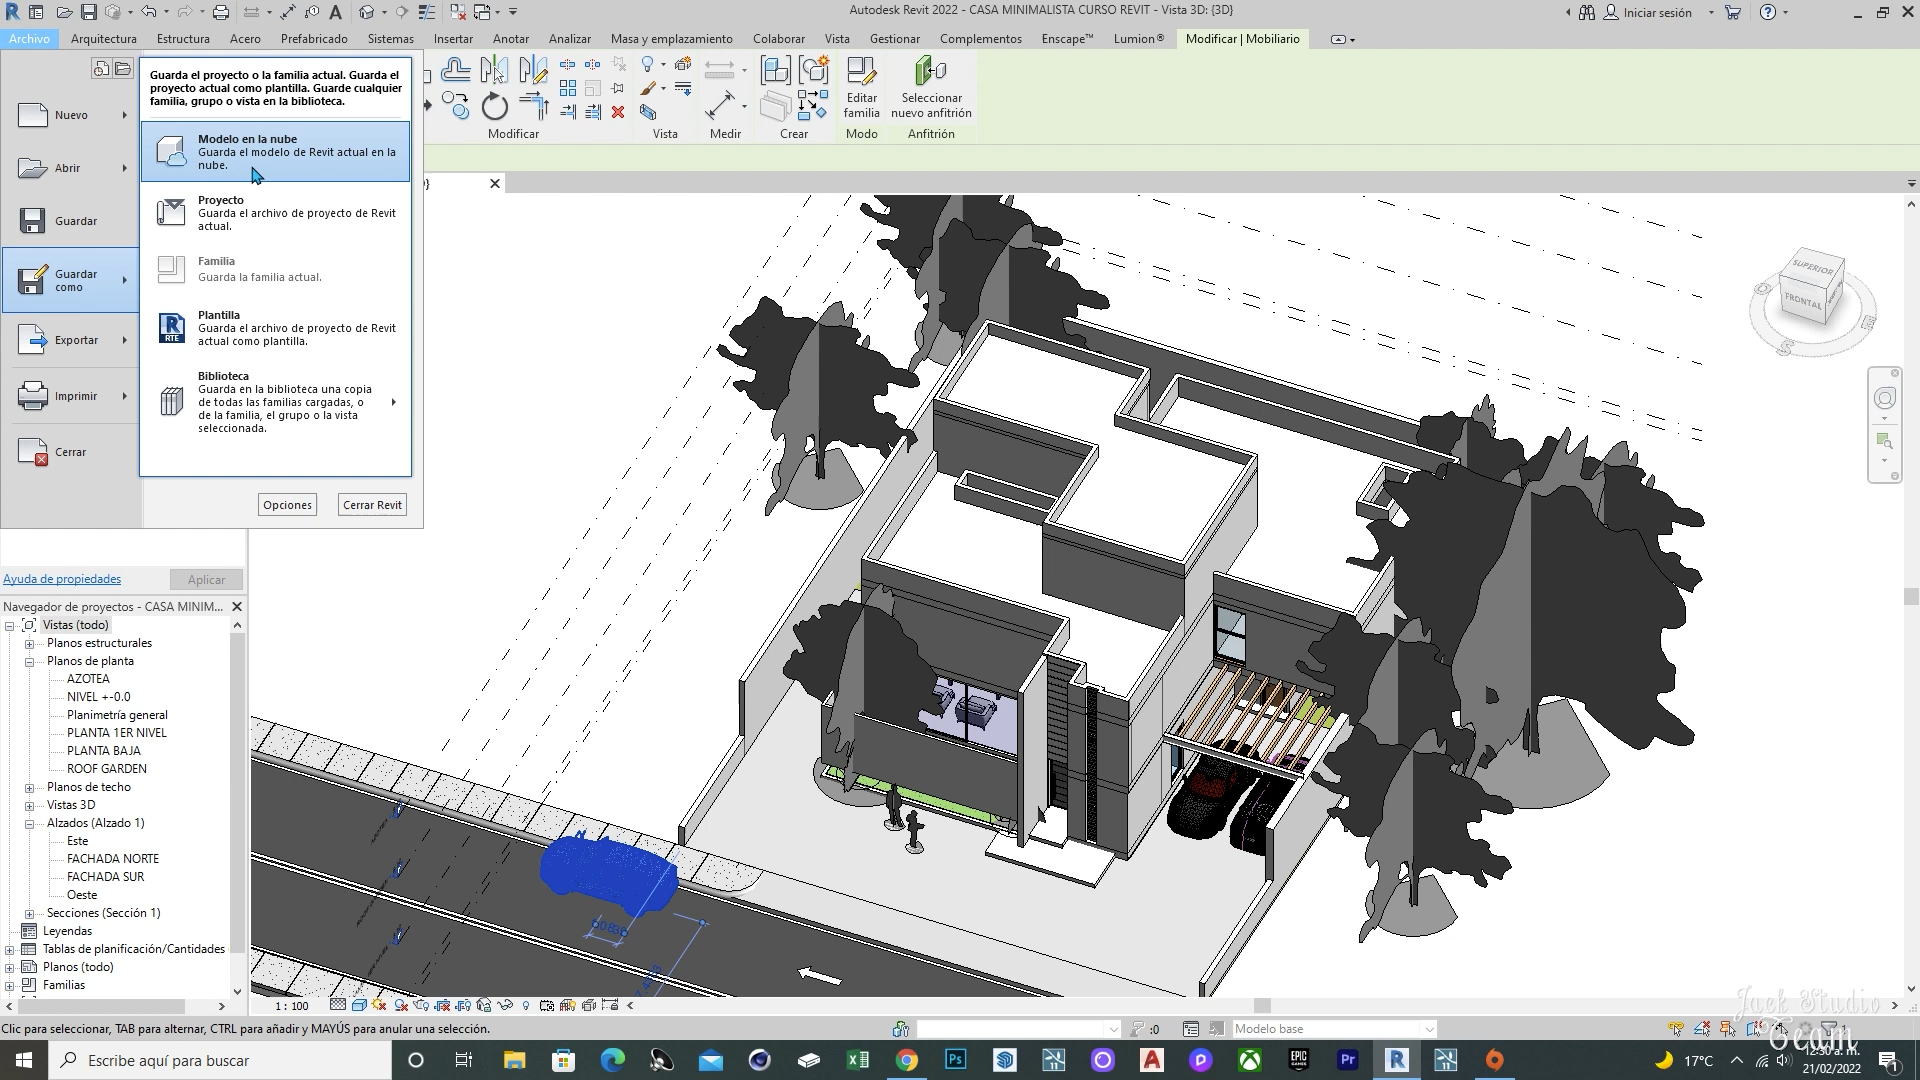 Autodesk Revit 2022 - CASA MINIMALISTA CURSO REVIT - Vista 3D: {3D}
Iniciar sesión
Archivo
Arquitectura
Estructura
Acero
Prefabricado
Sistemas
Insertar
Anotar
Analizar
Masa y emplazamiento
Colaborar
Vista
Gestionar
Complementos
Enscape™
Lumion®
Modificar | Mobiliario
Editar
familia
Seleccionar
nuevo anfitrión
Modificar
Vista
Medir
Crear
Modo
Anfitrión
Guarda el proyecto o la familia actual. Guarda el
proyecto actual como plantilla. Guarde cualquier
familia, grupo o vista en la biblioteca.
Nuevo
Abrir
Guardar
Guardar
como
Exportar
Imprimir
Cerrar
Modelo en la nube
Guarda el modelo de Revit actual en la
nube.
Proyecto
Guarda el archivo de proyecto de Revit
actual.
Familia
Guarda la familia actual.
Plantilla
Guarda el archivo de proyecto de Revit
actual como plantilla.
RTE
Biblioteca
Guarda en la biblioteca una copia
de todas las familias cargadas, o
de la familia, el grupo o la vista
seleccionada.
Opciones
Cerrar Revit
SUPERIOR
FRONTAL
O
E
S
Ayuda de propiedades
Aplicar
Navegador de proyectos - CASA MINIM...
Vistas (todo)
Planos estructurales
Planos de planta
AZOTEA
NIVEL +-0.0
Planimetría general
PLANTA 1ER NIVEL
PLANTA BAJA
ROOF GARDEN
Planos de techo
Vistas 3D
Alzados (Alzado 1)
Este
FACHADA NORTE
FACHADA SUR
Oeste
Secciones (Sección 1)
Leyendas
Tablas de planificación/Cantidades
Planos (todo)
Familias
1 : 100
Clic para seleccionar, TAB para alternar, CTRL para añadir y MAYÚS para anular una selección.
:0
Modelo base
Jack Studio
Team
Escribe aquí para buscar
17°C
12:30 a. m.
21/02/2022